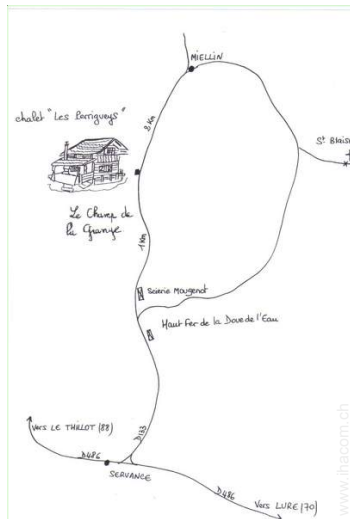 MIELLIN
2 Km
chalet "Les Perrigueys"
St Blaise
Le Champ de
la Grange
1 Km
Scierie Mougenot
Haut Fer de la Doue de l'Eau
Vers LE THILLOT (88)
D133
D486
SERVANCE
D486
Vers LURE (70)
www.ihacom.ch